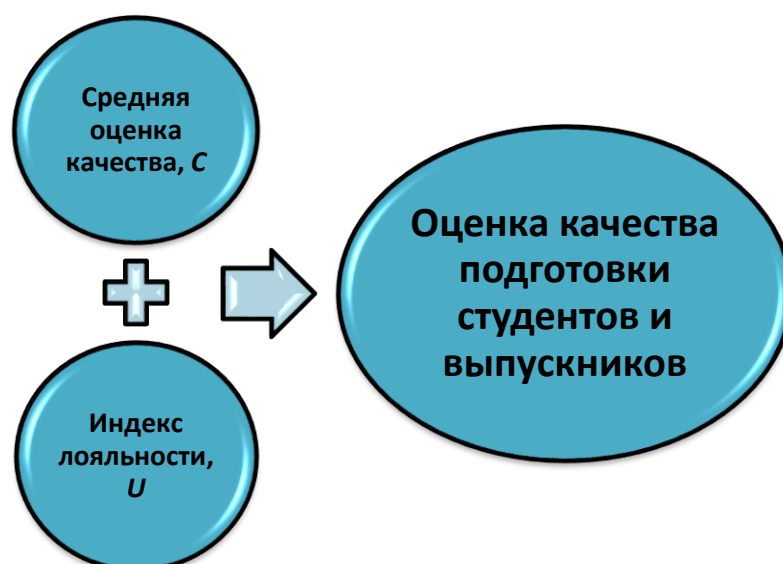 Средняя
оценка
качества, C
Индекс
лояльности,
U
Оценка качества
подготовки
студентов и
выпускников